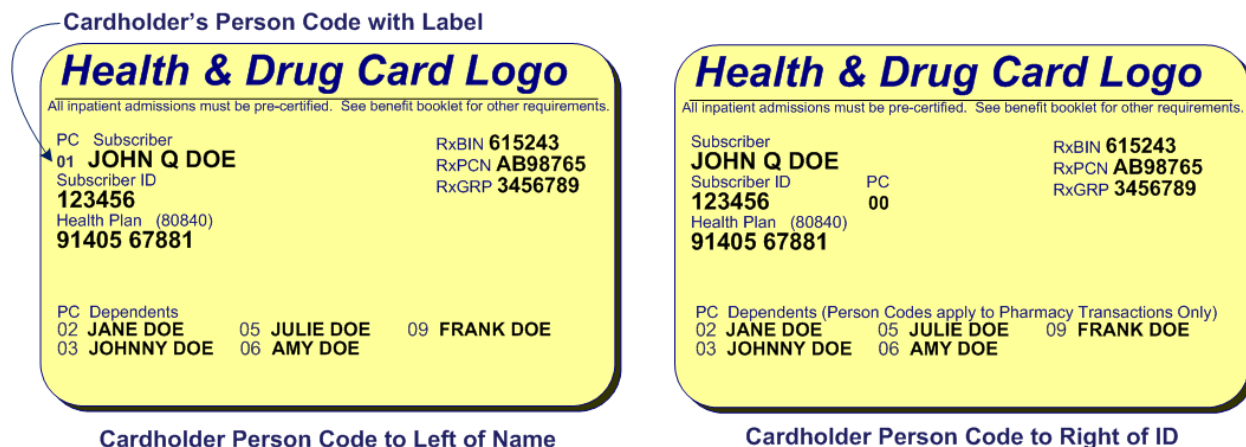 Cardholder's Person Code with Label
Health & Drug Card Logo
All inpatient admissions must be pre-certified. See benefit booklet for other requirements.
PC Subscriber
01 JOHN Q DOE
Subscriber ID
123456
Health Plan (80840)
91405 67881
RxBIN 615243
RxPCN AB98765
RxGRP 3456789
PC Dependents
02 JANE DOE 05 JULIE DOE 09 FRANK DOE
03 JOHNNY DOE 06 AMY DOE
Cardholder Person Code to Left of Name
Health & Drug Card Logo
All inpatient admissions must be pre-certified. See benefit booklet for other requirements.
Subscriber
JOHN Q DOE
Subscriber ID PC
123456 00
Health Plan (80840)
91405 67881
RxBIN 615243
RxPCN AB98765
RxGRP 3456789
PC Dependents (Person Codes apply to Pharmacy Transactions Only)
02 JANE DOE 05 JULIE DOE 09 FRANK DOE
03 JOHNNY DOE 06 AMY DOE
Cardholder Person Code to Right of ID